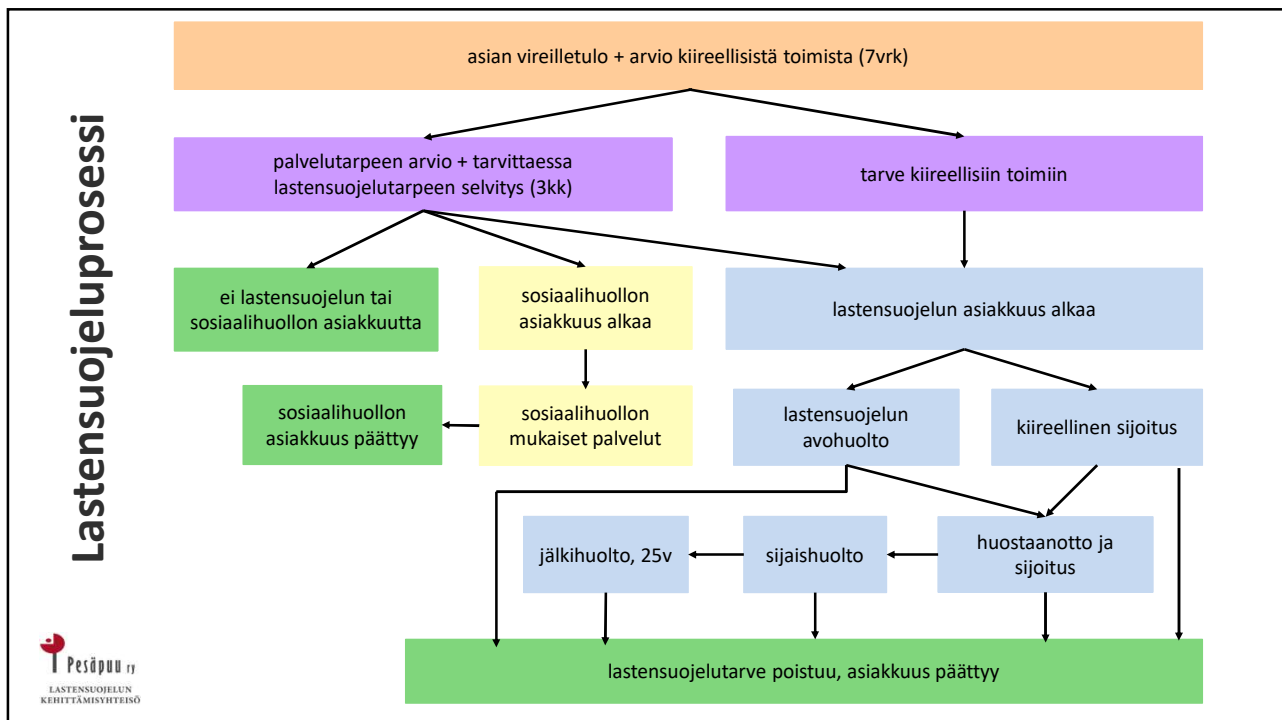 Lastensuojeluprosessi
asian vireilletulo + arvio kiireellisistä toimista (7vrk)
palvelutarpeen arvio + tarvittaessa
lastensuojelutarpeen selvitys (3kk)
tarve kiireellisiin toimiin
ei lastensuojelun tai
sosiaalihuollon asiakkuutta
sosiaalihuollon
asiakkuus alkaa
lastensuojelun asiakkuus alkaa
sosiaalihuollon
asiakkuus päättyy
sosiaalihuollon
mukaiset palvelut
lastensuojelun
avohuolto
kiireellinen sijoitus
jälkihuolto, 25v
sijaishuolto
huostaanotto ja
sijoitus
lastensuojelutarve poistuu, asiakkuus päättyy
Pesäpuu ry
LASTENSUOJELUN
KEHITTÄMISYHTEISÖ